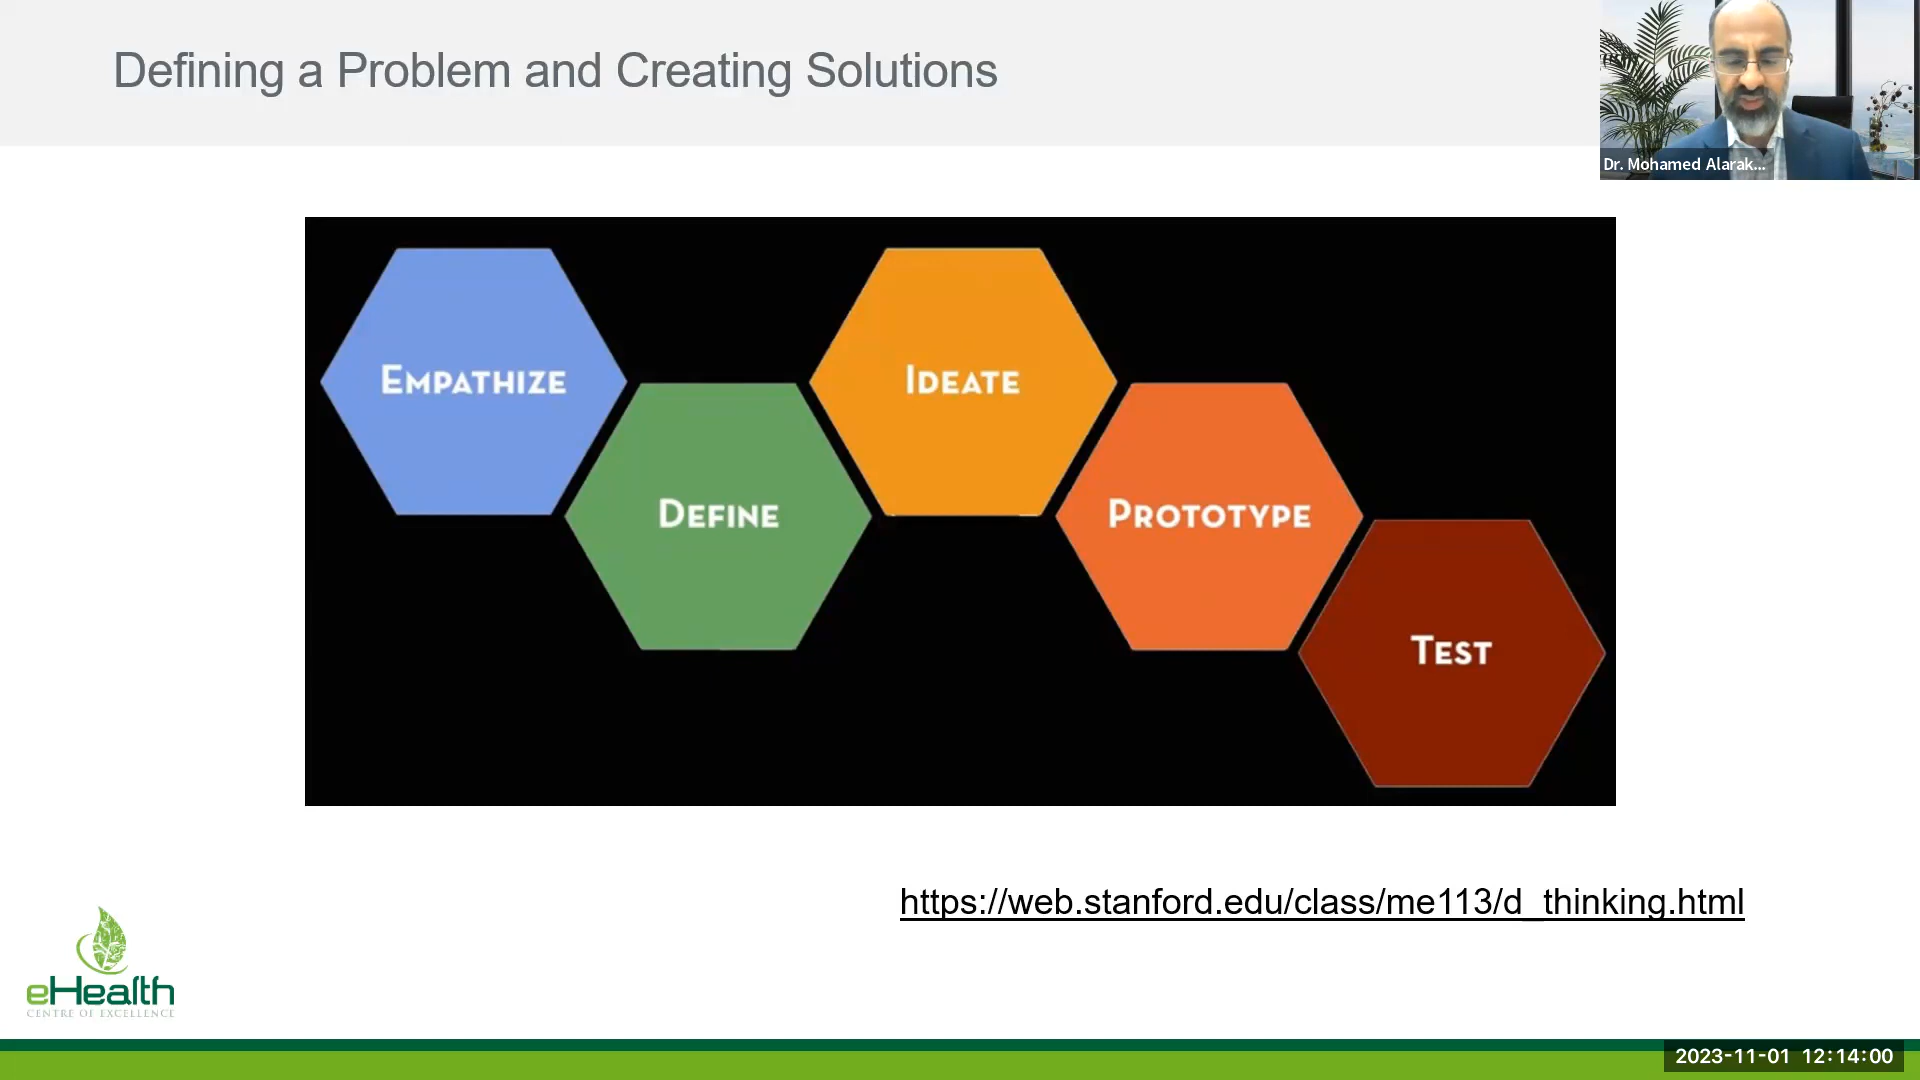 Defining a Problem and Creating Solutions
Dr. Mohamed Alarak...
EMPATHIZE
IDEATE
DEFINE
PROTOTYPE
TEST
https://web.stanford.edu/class/me113/d_thinking.html
eHealth
CENTRE OF EXCELLENCE
2023-11-01 12:14:00